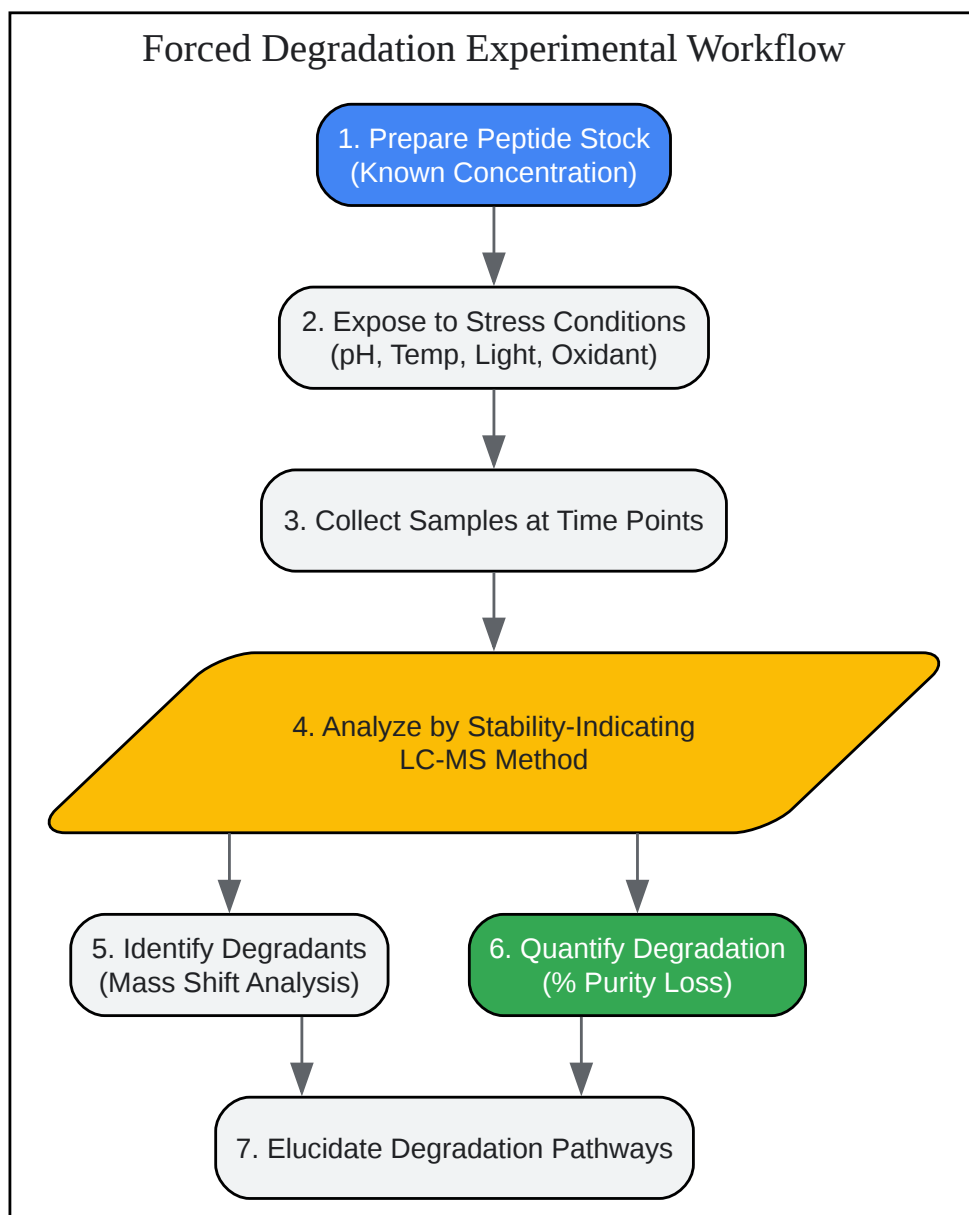 Forced Degradation Experimental Workflow
1. Prepare Peptide Stock
(Known Concentration)
2. Expose to Stress Conditions
(pH, Temp, Light, Oxidant)
3. Collect Samples at Time Points
4. Analyze by Stability-Indicating
LC-MS Method
5. Identify Degradants
(Mass Shift Analysis)
6. Quantify Degradation
(% Purity Loss)
7. Elucidate Degradation Pathways